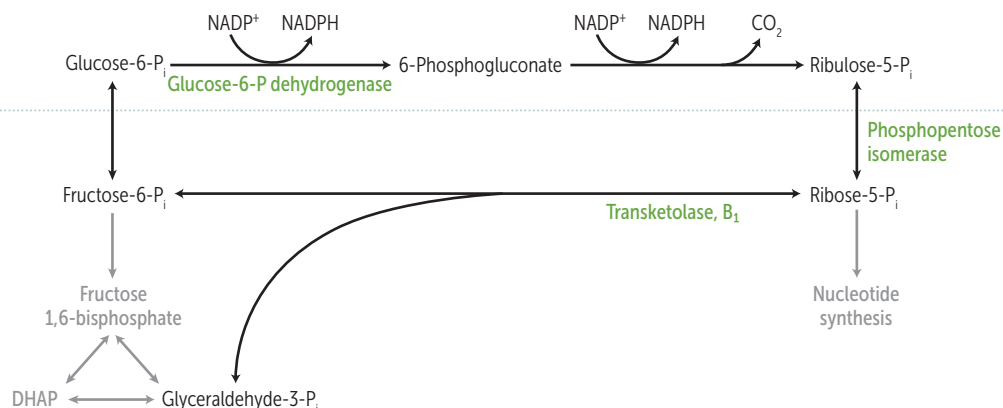 NADP⁺ NADPH NADP⁺ NADPH CO₂
Glucose-6-Pᵢ 6-Phosphogluconate Ribulose-5-Pᵢ
Glucose-6-P dehydrogenase
Phosphopentose
isomerase
Fructose-6-Pᵢ Ribose-5-Pᵢ
Transketolase, B₁
Fructose
1,6-bisphosphate
Nucleotide
synthesis
DHAP Glyceraldehyde-3-Pᵢ